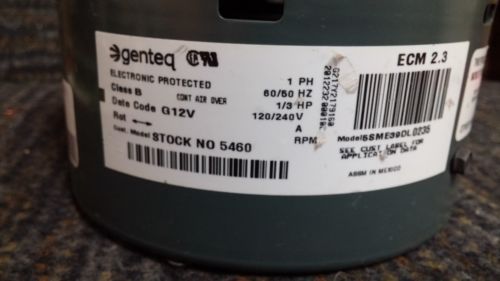 genteq
ELECTRONIC PROTECTED
Class B CONT AIR OVER
Date Code G12V
Rot
Cust. Model STOCK NO 5460
1 PH
60/50 HZ
1/3 HP
120/240 V
A
RPM
ECM 2.3
Model 5SME39DL0235
SEE CUST LABEL FOR
APPLICATION DATA
ASSM IN MEXICO